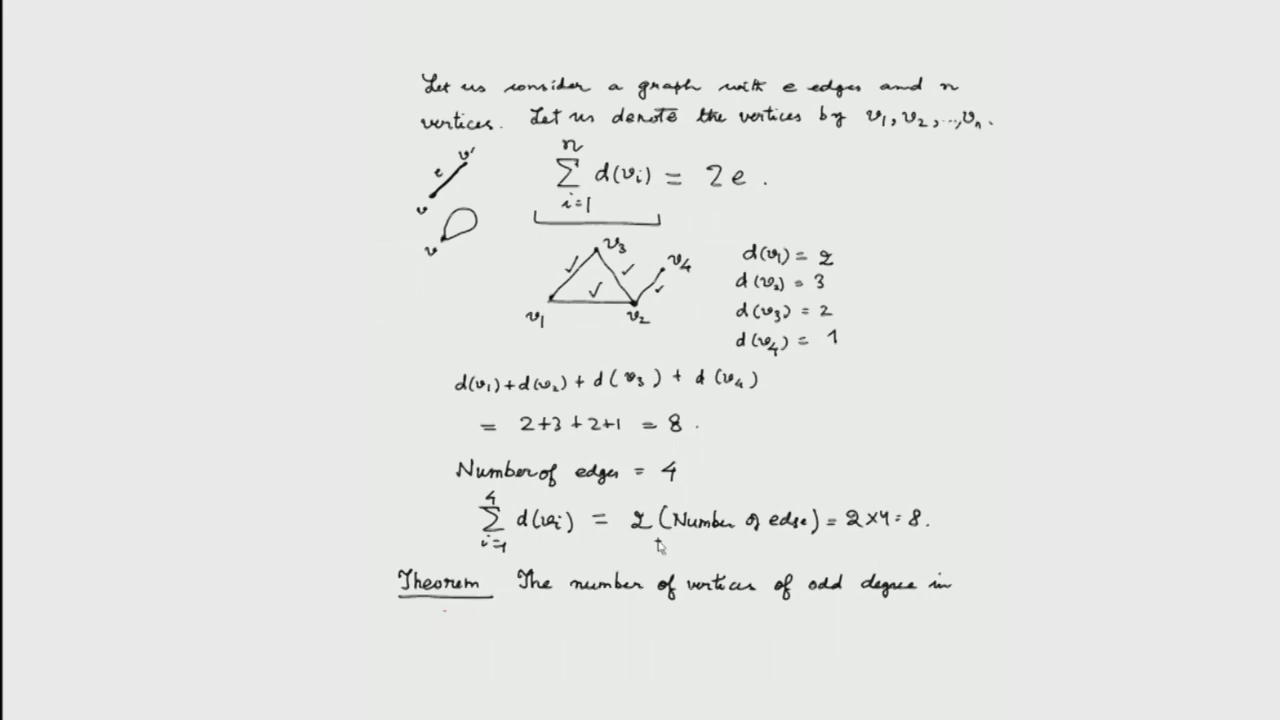 Let us consider a graph with e edges and n
vertices. Let us denote the vertices by v₁, v₂, ..., vₙ.
e v'
v
n
∑ d(vᵢ) = 2e .
i=1
v
v₃
v₄
v₁ v₂
d(v₁) = 2
d(v₂) = 3
d(v₃) = 2
d(v₄) = 1
d(v₁) + d(v₂) + d(v₃) + d(v₄)
= 2+3+2+1 = 8 .
Number of edges = 4
4
∑ d(vᵢ) = 2 (Number of edge) = 2×4 = 8.
i=1
Theorem The number of vertices of odd degree in